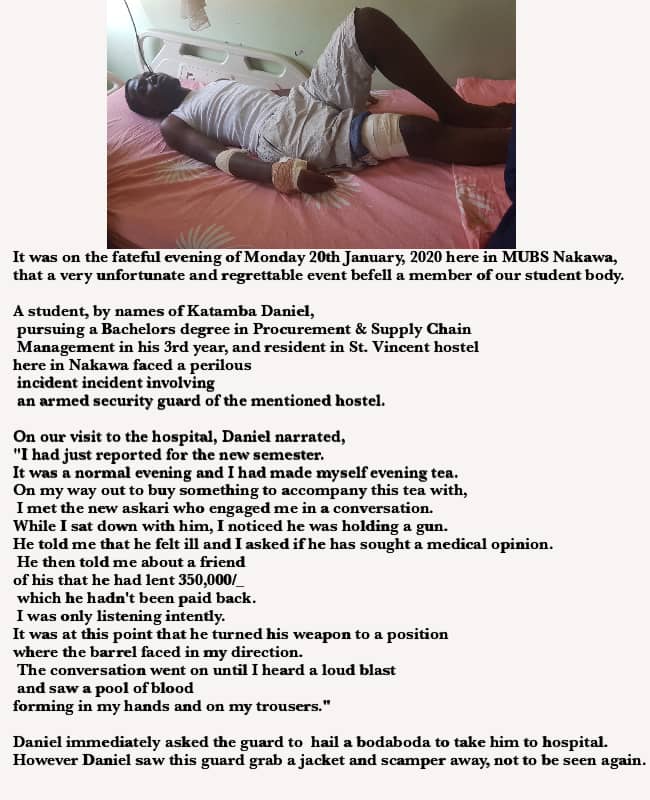 It was on the fateful evening of Monday 20th January, 2020 here in MUBS Nakawa,
that a very unfortunate and regrettable event befell a member of our student body.
A student, by names of Katamba Daniel,
pursuing a Bachelors degree in Procurement & Supply Chain
Management in his 3rd year, and resident in St. Vincent hostel
here in Nakawa faced a perilous
incident incident involving
an armed security guard of the mentioned hostel.
On our visit to the hospital, Daniel narrated,
"I had just reported for the new semester.
It was a normal evening and I had made myself evening tea.
On my way out to buy something to accompany this tea with,
I met the new askari who engaged me in a conversation.
While I sat down with him, I noticed he was holding a gun.
He told me that he felt ill and I asked if he has sought a medical opinion.
He then told me about a friend
of his that he had lent 350,000/_
which he hadn't been paid back.
I was only listening intently.
It was at this point that he turned his weapon to a position
where the barrel faced in my direction.
The conversation went on until I heard a loud blast
and saw a pool of blood
forming in my hands and on my trousers."
Daniel immediately asked the guard to hail a bodaboda to take him to hospital.
However Daniel saw this guard grab a jacket and scamper away, not to be seen again.